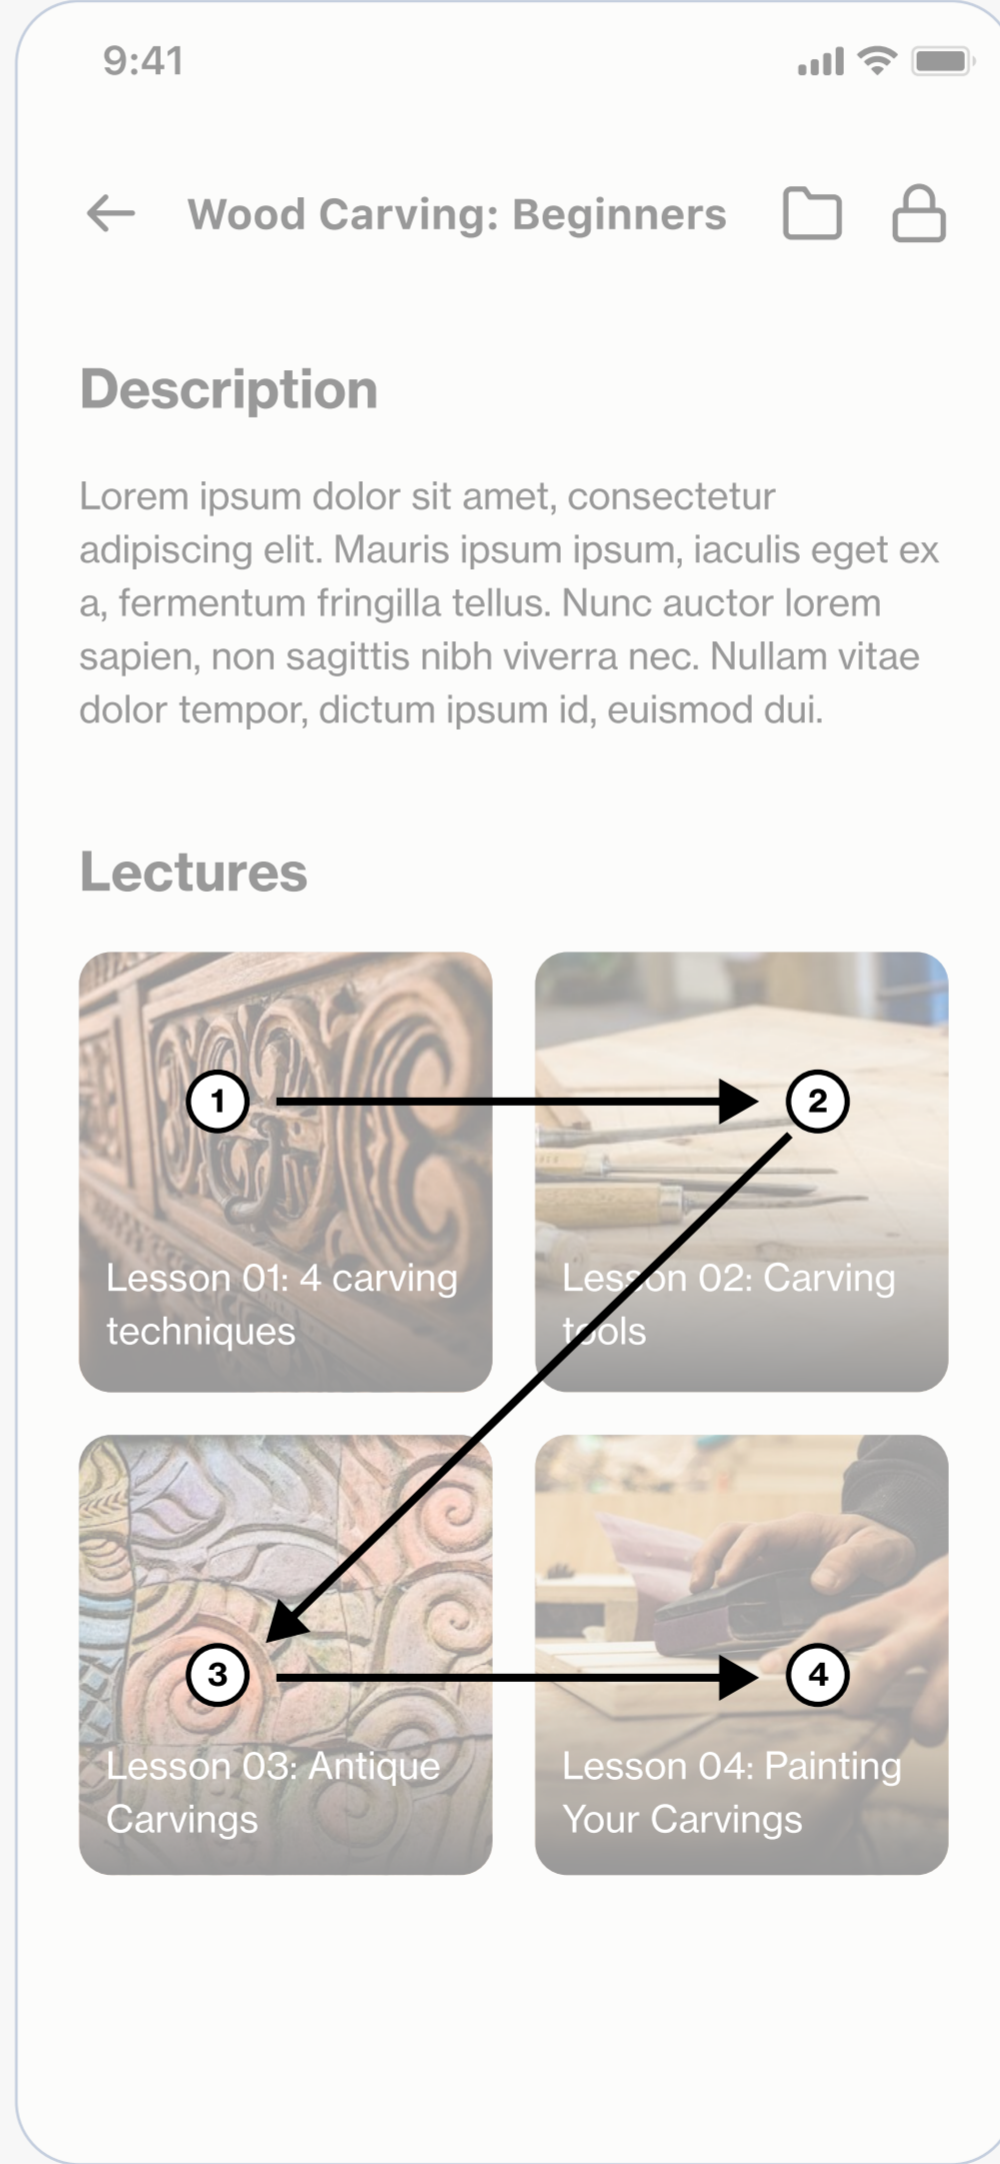 9:41
Wood Carving: Beginners
Description
Lorem ipsum dolor sit amet, consectetur
adipiscing elit. Mauris ipsum ipsum, iaculis eget ex
a, fermentum fringilla tellus. Nunc auctor lorem
sapien, non sagittis nibh viverra nec. Nullam vitae
dolor tempor, dictum ipsum id, euismod dui.
Lectures
1
Lesson 01: 4 carving
techniques
2
Lesson 02: Carving
tools
3
Lesson 03: Antique
Carvings
4
Lesson 04: Painting
Your Carvings